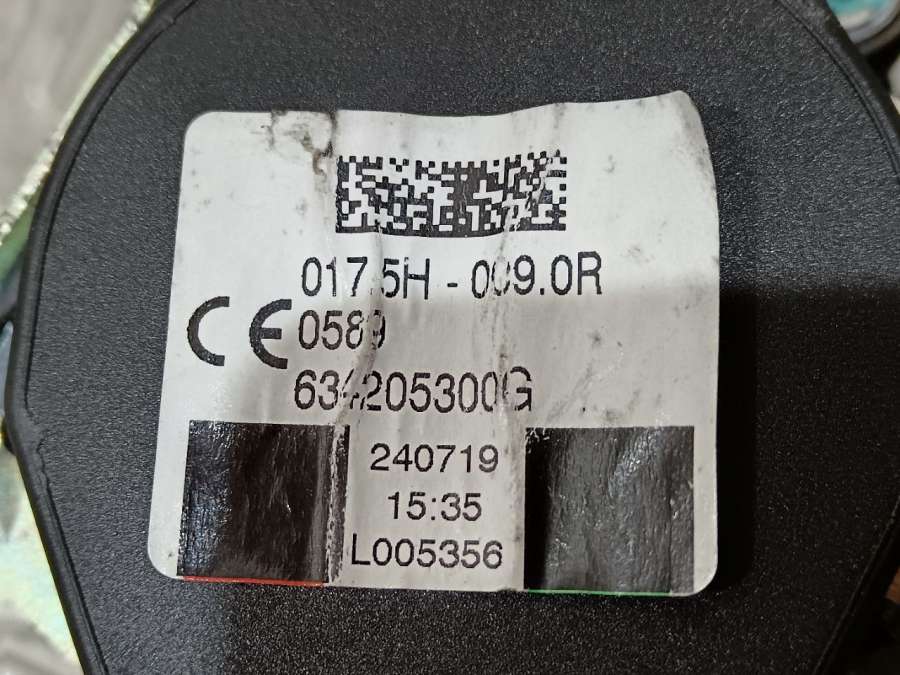 017.5H - 009.0R
CE 0589
634205300G
240719
15:35
L005356